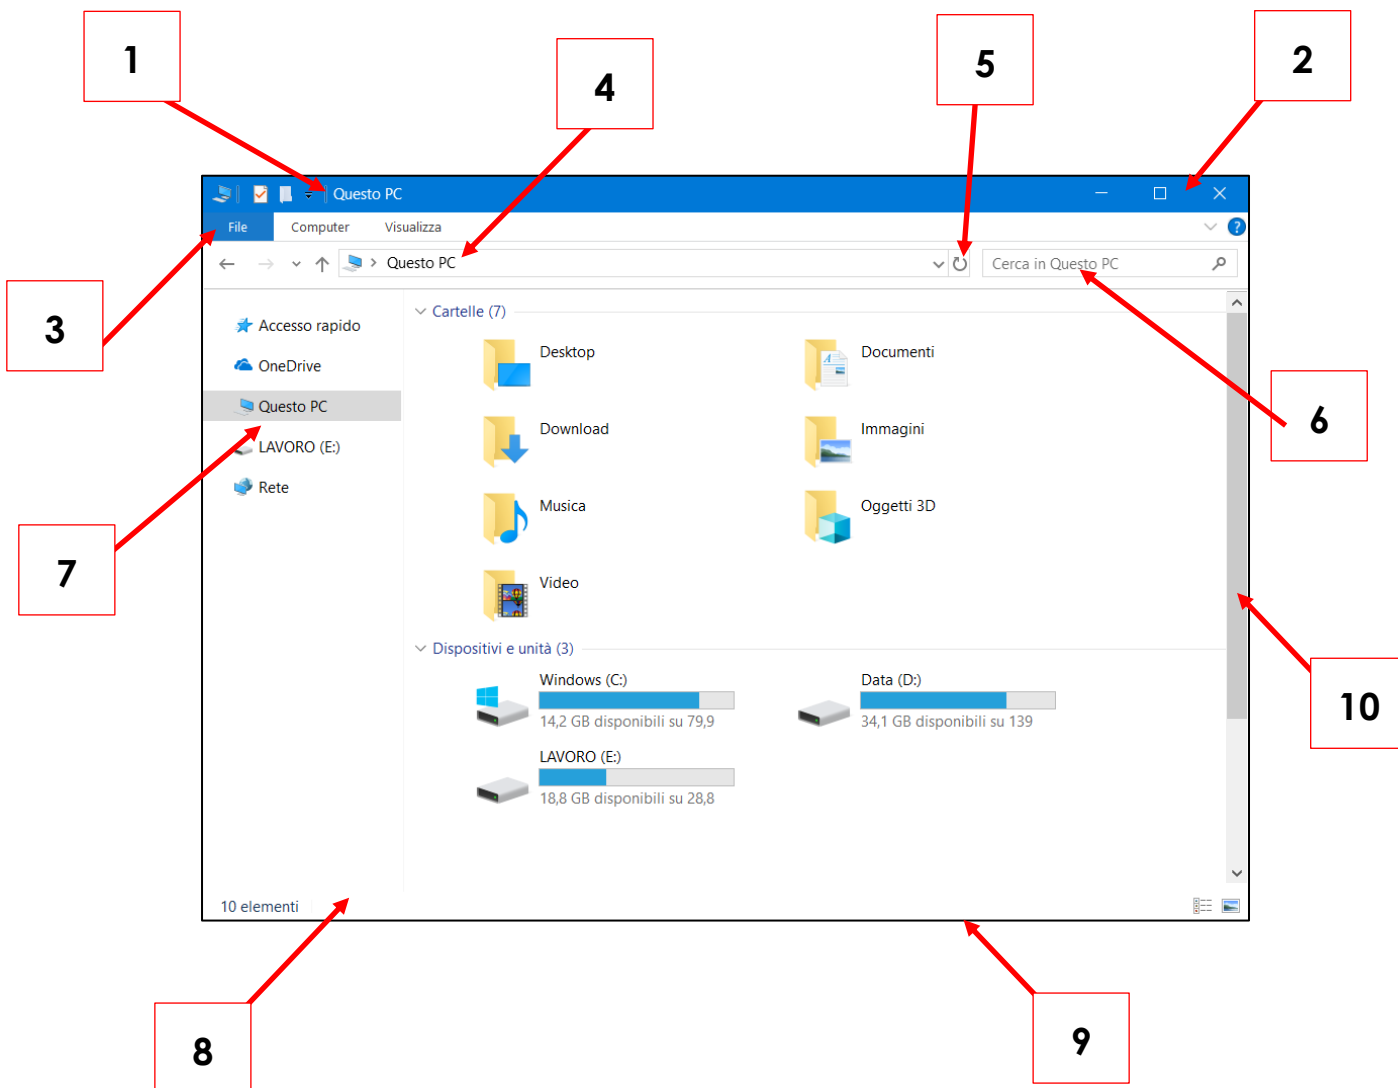 1
4
5
2
Questo PC
File Computer Visualizza
Questo PC
Cerca in Questo PC
3
Accesso rapido
OneDrive
Questo PC
LAVORO (E:)
Rete
Cartelle (7)
Desktop
Documenti
Download
Immagini
Musica
Oggetti 3D
Video
Dispositivi e unità (3)
Windows (C:)
14,2 GB disponibili su 79,9
Data (D:)
34,1 GB disponibili su 139
LAVORO (E:)
18,8 GB disponibili su 28,8
6
7
10
10 elementi
8
9